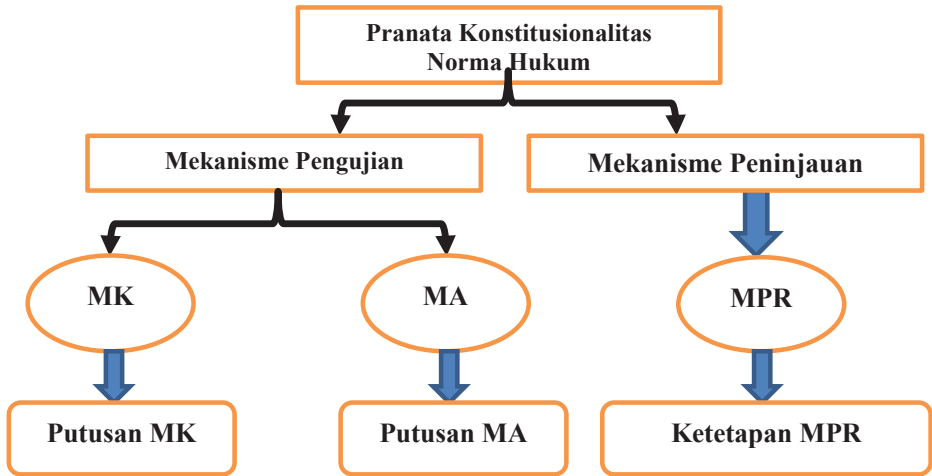 Pranata Konstitusionalitas
Norma Hukum
Mekanisme Pengujian
Mekanisme Peninjauan
MK
MA
MPR
Putusan MK
Putusan MA
Ketetapan MPR